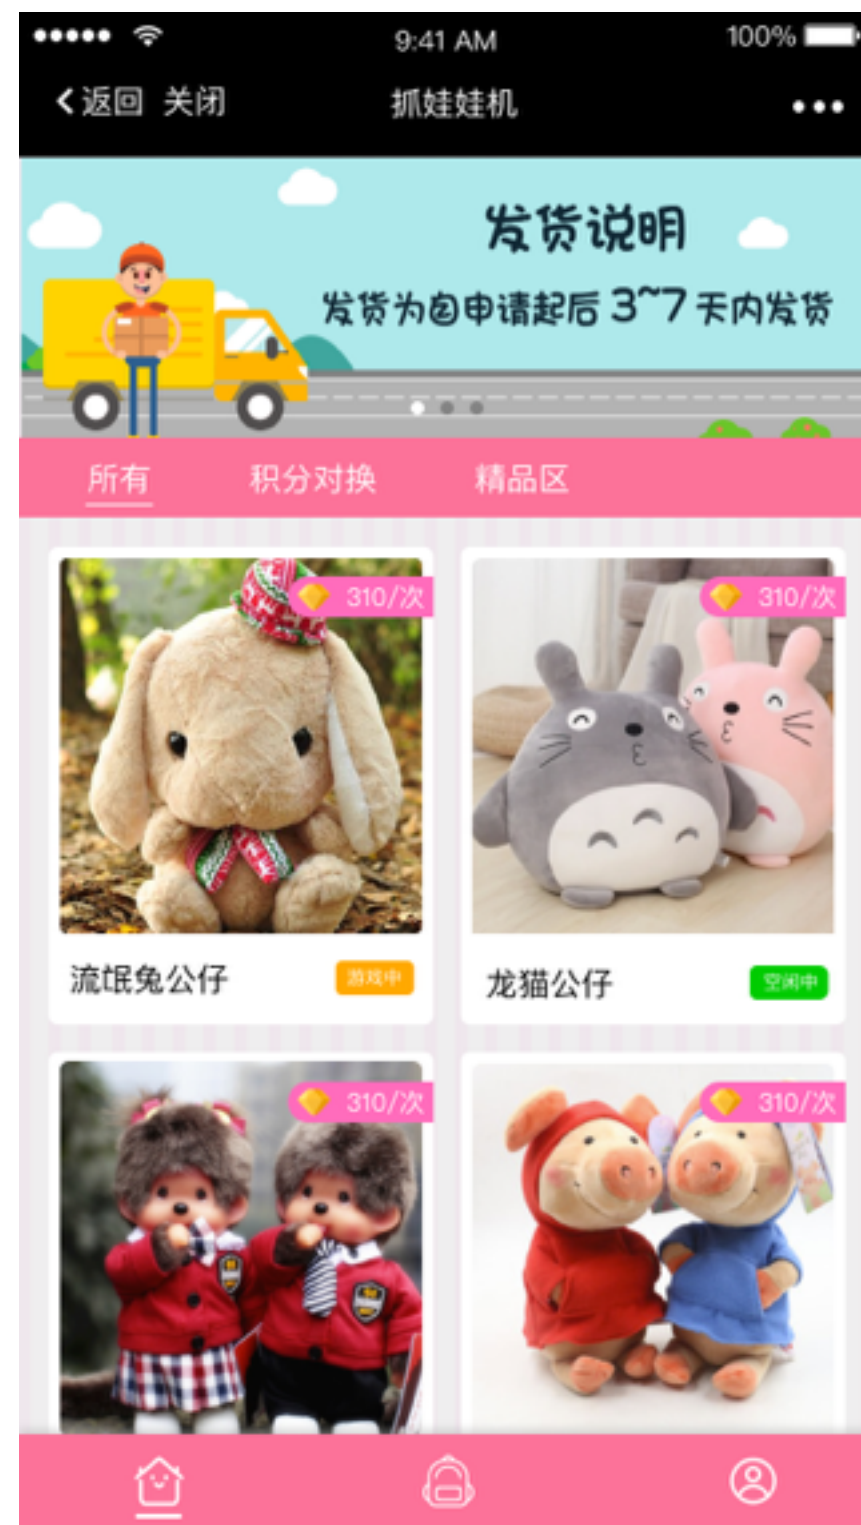 9:41 AM
100%
返回 关闭
抓娃娃机
发货说明
发货为自申请起后 3~7 天内发货
所有
积分对换
精品区
310/次
310/次
流氓兔公仔
游戏中
龙猫公仔
空闲中
310/次
310/次